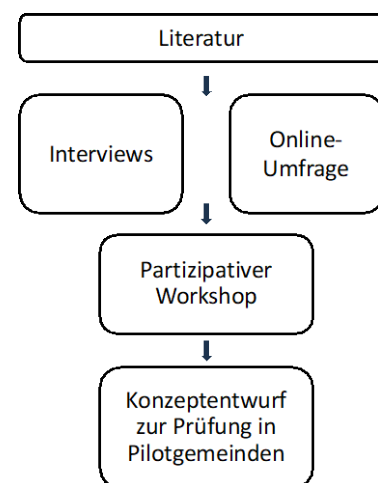 Literatur
Interviews
Online-
Umfrage
Partizipativer
Workshop
Konzeptentwurf
zur Prüfung in
Pilotgemeinden